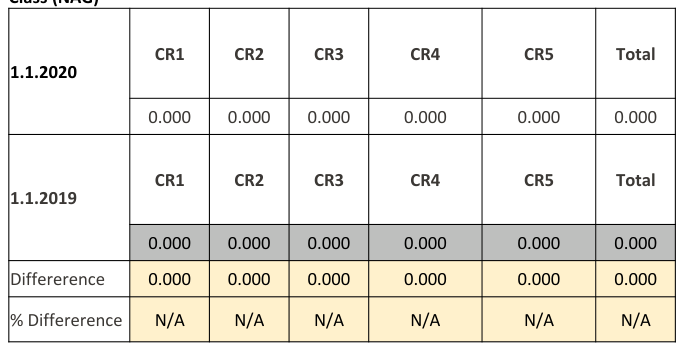 Class (NAG)
1.1.2020 CR1 CR2 CR3 CR4 CR5 Total
0.000 0.000 0.000 0.000 0.000 0.000
1.1.2019 CR1 CR2 CR3 CR4 CR5 Total
0.000 0.000 0.000 0.000 0.000 0.000
Differerence 0.000 0.000 0.000 0.000 0.000 0.000
% Differerence N/A N/A N/A N/A N/A N/A